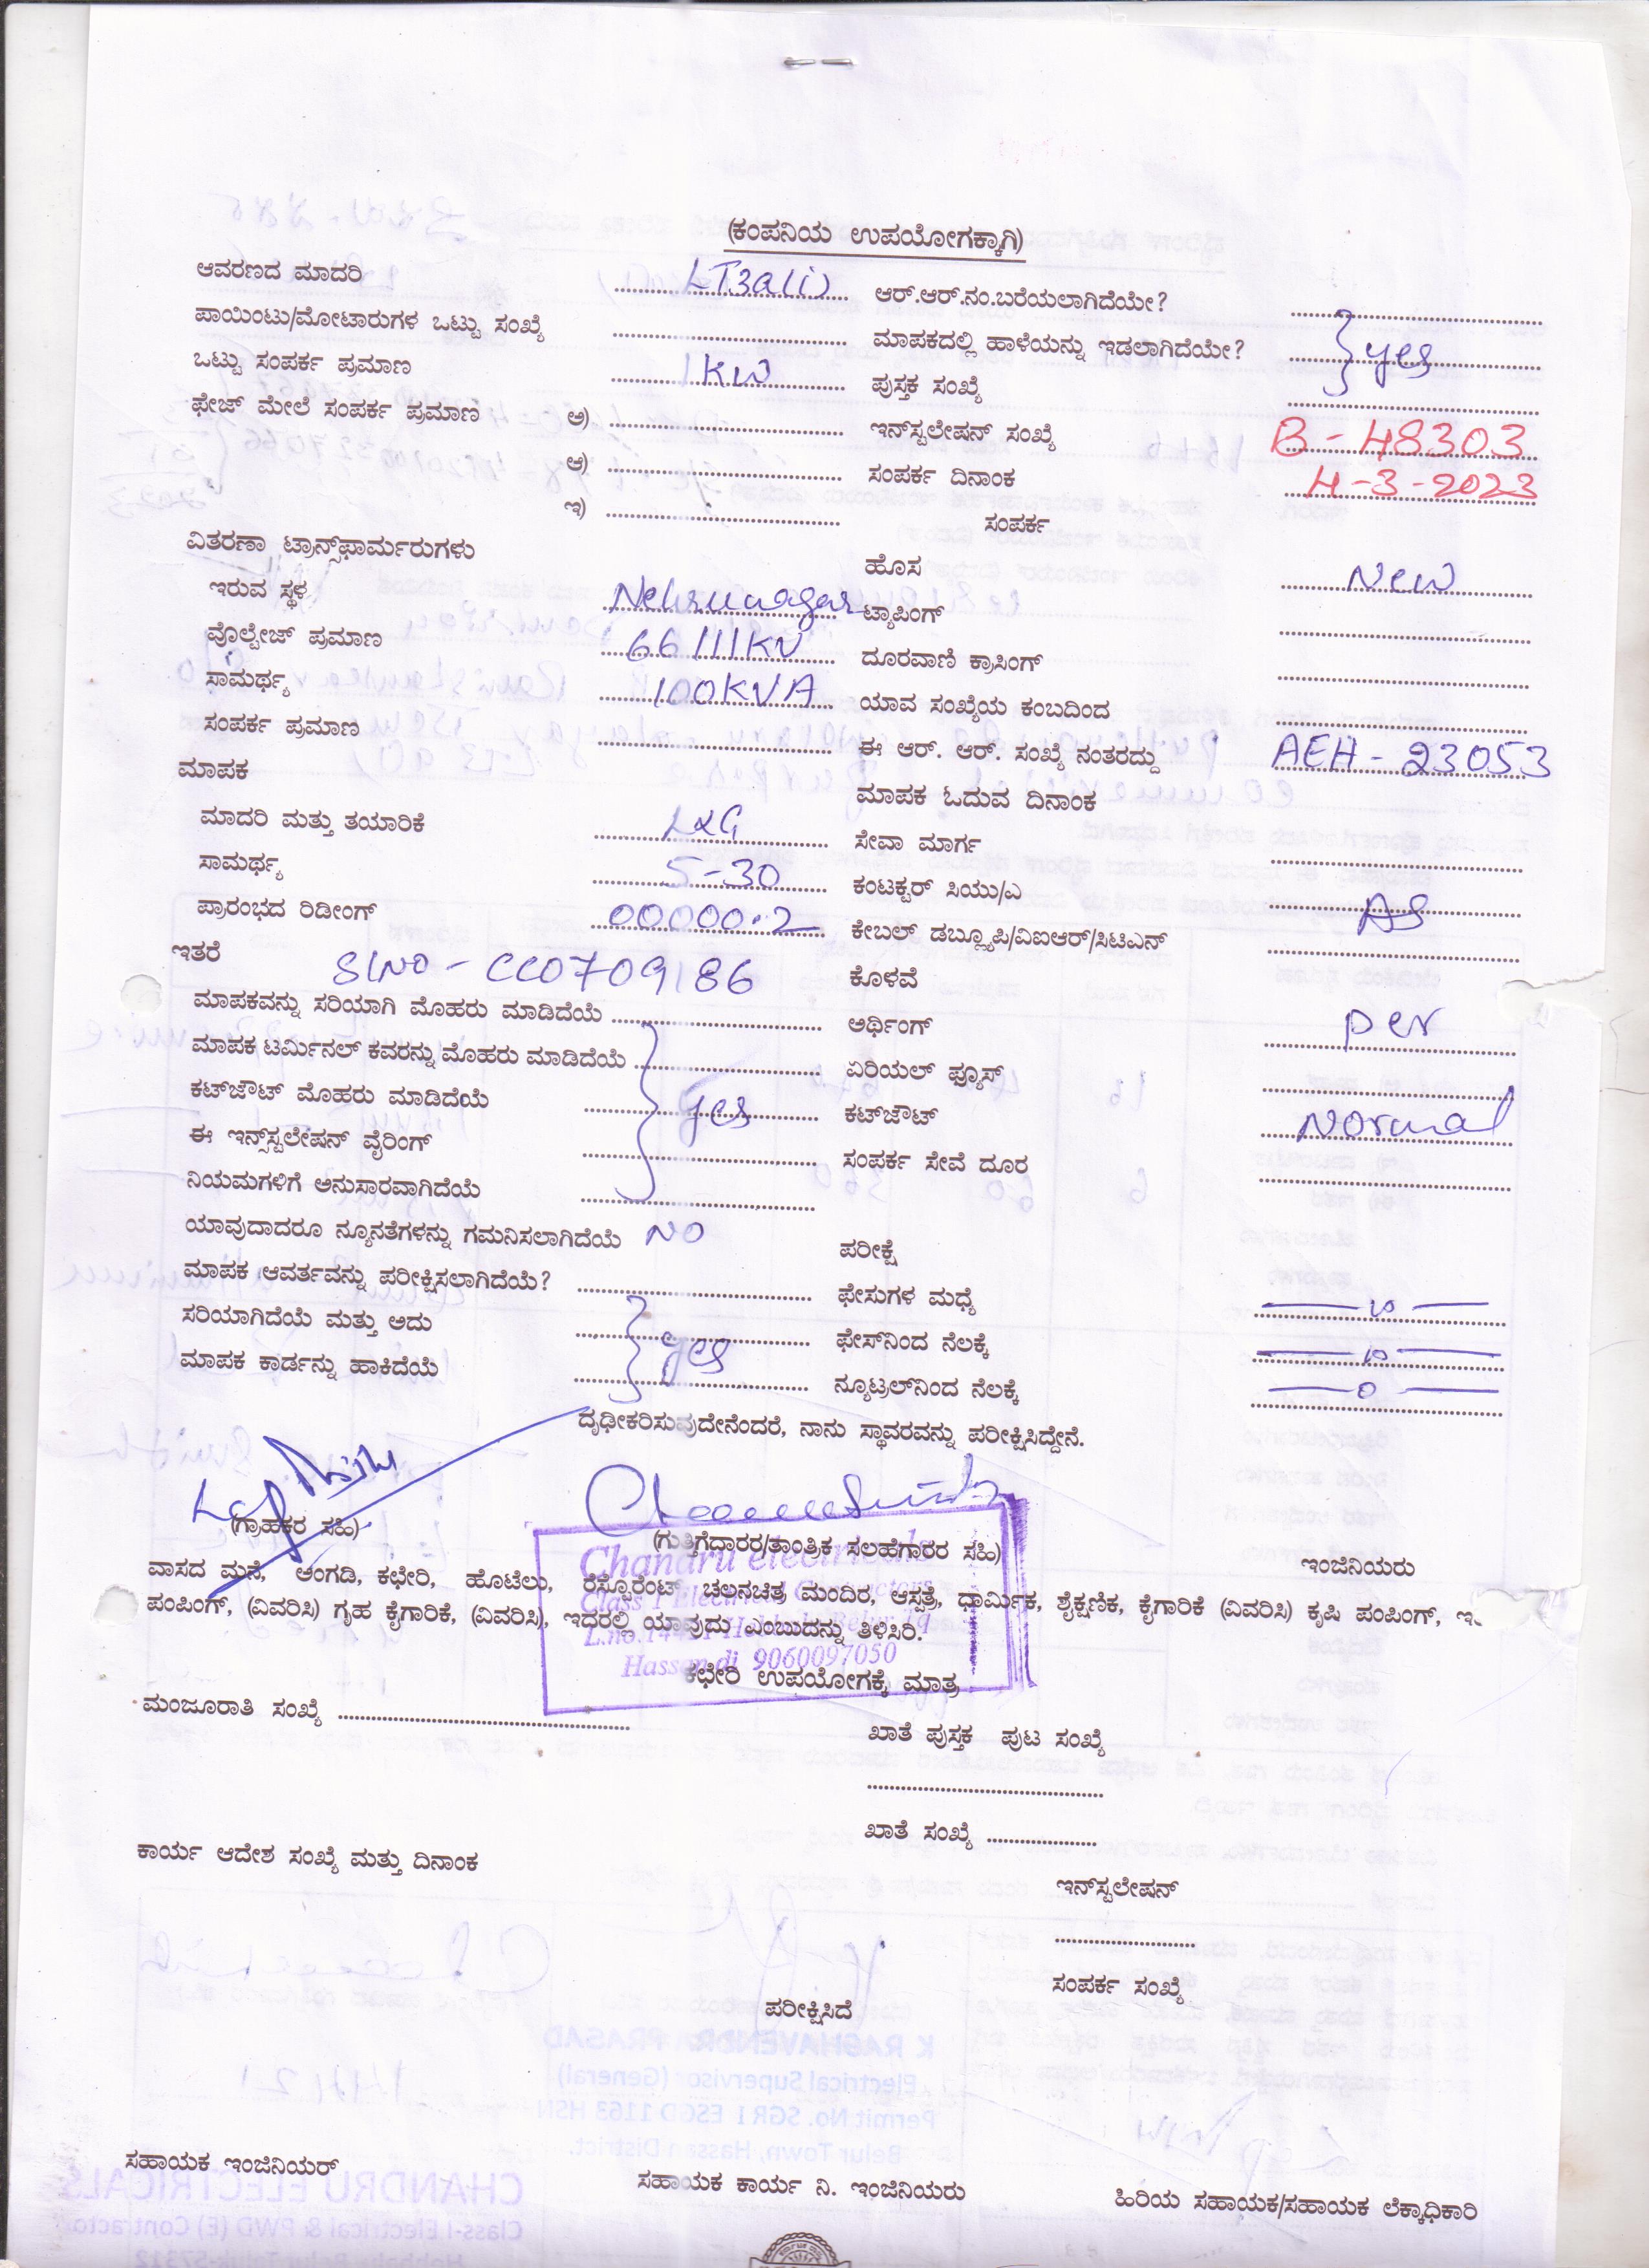 (ಕಂಪನಿಯ ಉಪಯೋಗಕ್ಕಾಗಿ)
ಆವರಣದ ಮಾದರಿ LT3a(i) ಆರ್.ಆರ್.ನಂ.ಬರೆಯಲಾಗಿದೆಯೇ?
ಪಾಯಿಂಟು/ಮೋಟಾರುಗಳ ಒಟ್ಟು ಸಂಖ್ಯೆ ಮಾಪಕದಲ್ಲಿ ಹಾಳೆಯನ್ನು ಇಡಲಾಗಿದೆಯೇ? } yes
ಒಟ್ಟು ಸಂಪರ್ಕ ಪ್ರಮಾಣ 1KW ಪುಸ್ತಕ ಸಂಖ್ಯೆ
ಫೇಜ್ ಮೇಲೆ ಸಂಪರ್ಕ ಪ್ರಮಾಣ ಅ) ಇನ್‌ಸ್ಟಲೇಷನ್ ಸಂಖ್ಯೆ B-48303
ಆ) ಸಂಪರ್ಕ ದಿನಾಂಕ 4-3-2023
ಇ) ಸಂಪರ್ಕ
ವಿತರಣಾ ಟ್ರಾನ್ಸ್‌ಫಾರ್ಮರುಗಳು ಹೊಸ New
ಇರುವ ಸ್ಥಳ Nehrunagar ಟ್ಯಾಪಿಂಗ್
ವೊಲ್ಟೇಜ್ ಪ್ರಮಾಣ 66/11KV ದೂರವಾಣಿ ಕ್ರಾಸಿಂಗ್
ಸಾಮರ್ಥ್ಯ 100KVA ಯಾವ ಸಂಖ್ಯೆಯ ಕಂಬದಿಂದ
ಸಂಪರ್ಕ ಪ್ರಮಾಣ ಈ ಆರ್. ಆರ್. ಸಂಖ್ಯೆ ನಂತರದ್ದು AEH-23053
ಮಾಪಕ ಮಾಪಕ ಓದುವ ದಿನಾಂಕ
ಮಾದರಿ ಮತ್ತು ತಯಾರಿಕೆ L&G ಸೇವಾ ಮಾರ್ಗ
ಸಾಮರ್ಥ್ಯ 5-30 ಕಂಟಕ್ಟರ್ ಸಿಯು/ಎ AS
ಪ್ರಾರಂಭದ ರಿಡೀಂಗ್ 00000.2 ಕೇಬಲ್ ಡಬ್ಲ್ಯೂಪಿ/ವಿಐಆರ್/ಸಿಟಿಎನ್
ಇತರೆ SlNo - CC0709186 ಕೊಳವೆ
ಮಾಪಕವನ್ನು ಸರಿಯಾಗಿ ಮೊಹರು ಮಾಡಿದೆಯೆ ಅರ್ಥಿಂಗ್ per
ಮಾಪಕ ಟರ್ಮಿನಲ್ ಕವರನ್ನು ಮೊಹರು ಮಾಡಿದೆಯೆ ಏರಿಯಲ್ ಫ್ಯೂಸ್
ಕಟ್‌ಜೌಟ್ ಮೊಹರು ಮಾಡಿದೆಯೆ } yes ಕಟ್‌ಜೌಟ್ Normal
ಈ ಇನ್ಸ್‌ಸ್ಟಲೇಷನ್ ವೈರಿಂಗ್ ಸಂಪರ್ಕ ಸೇವೆ ದೂರ
ನಿಯಮಗಳಿಗೆ ಅನುಸಾರವಾಗಿದೆಯೆ
ಯಾವುದಾದರೂ ನ್ಯೂನತೆಗಳನ್ನು ಗಮನಿಸಲಾಗಿದೆಯೆ NO ಪರೀಕ್ಷೆ
ಮಾಪಕ ಆವರ್ತವನ್ನು ಪರೀಕ್ಷಿಸಲಾಗಿದೆಯೆ? ಫೇಸುಗಳ ಮಧ್ಯೆ
ಸರಿಯಾಗಿದೆಯೆ ಮತ್ತು ಅದು } yes ಫೇಸ್‌ನಿಂದ ನೆಲಕ್ಕೆ
ಮಾಪಕ ಕಾರ್ಡನ್ನು ಹಾಕಿದೆಯೆ ನ್ಯೂಟ್ರಲ್‌ನಿಂದ ನೆಲಕ್ಕೆ — 0 —
ದೃಢೀಕರಿಸುವುದೇನೆಂದರೆ, ನಾನು ಸ್ಥಾವರವನ್ನು ಪರೀಕ್ಷಿಸಿದ್ದೇನೆ.
(ಗ್ರಾಹಕರ ಸಹಿ) (ಗುತ್ತಿಗೆದಾರರ/ತಾಂತ್ರಿಕ ಸಲಹೆಗಾರರ ಸಹಿ) ಇಂಜಿನಿಯರು
Chandru electricals
Class 1 Electrical Contractors
Belur Tq
Hassan di 9060097050
ವಾಸದ ಮನೆ, ಅಂಗಡಿ, ಕಛೇರಿ, ಹೊಟೆಲು, ರೆಸ್ಟೊರೆಂಟ್, ಚಲನಚಿತ್ರ ಮಂದಿರ, ಆಸ್ಪತ್ರೆ, ಧಾರ್ಮಿಕ, ಶೈಕ್ಷಣಿಕ, ಕೈಗಾರಿಕೆ (ವಿವರಿಸಿ) ಕೃಷಿ ಪಂಪಿಂಗ್,
ಪಂಪಿಂಗ್, (ವಿವರಿಸಿ) ಗೃಹ ಕೈಗಾರಿಕೆ, (ವಿವರಿಸಿ), ಇದರಲ್ಲಿ ಯಾವುದು ಎಂಬುದನ್ನು ತಿಳಿಸಿರಿ.
ಕಛೇರಿ ಉಪಯೋಗಕ್ಕೆ ಮಾತ್ರ
ಮಂಜೂರಾತಿ ಸಂಖ್ಯೆ ಖಾತೆ ಪುಸ್ತಕ ಪುಟ ಸಂಖ್ಯೆ
ಖಾತೆ ಸಂಖ್ಯೆ
ಕಾರ್ಯ ಆದೇಶ ಸಂಖ್ಯೆ ಮತ್ತು ದಿನಾಂಕ
ಇನ್‌ಸ್ಟಲೇಷನ್
ಸಂಪರ್ಕ ಸಂಖ್ಯೆ
ಪರೀಕ್ಷಿಸಿದೆ
ಸಹಾಯಕ ಇಂಜಿನಿಯರ್ ಸಹಾಯಕ ಕಾರ್ಯ ನಿ. ಇಂಜಿನಿಯರು ಹಿರಿಯ ಸಹಾಯಕ/ಸಹಾಯಕ ಲೆಕ್ಕಾಧಿಕಾರಿ